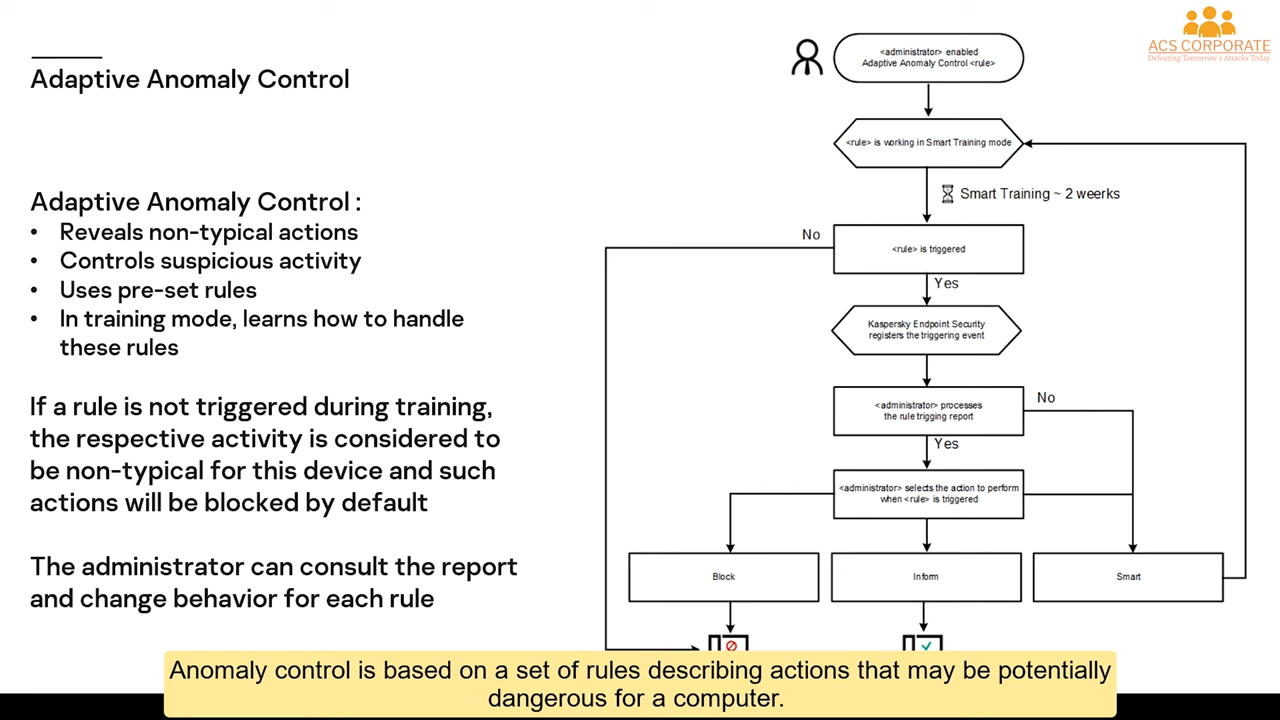 ACS CORPORATE
Defeating Tomorrow's Attacks Today
Adaptive Anomaly Control
Adaptive Anomaly Control :
• Reveals non-typical actions
• Controls suspicious activity
• Uses pre-set rules
• In training mode, learns how to handle
these rules
If a rule is not triggered during training,
the respective activity is considered to
be non-typical for this device and such
actions will be blocked by default
The administrator can consult the report
and change behavior for each rule
<administrator> enabled
Adaptive Anomaly Control <rule>
<rule> is working in Smart Training mode
Smart Training ~ 2 weerks
No
<rule> is triggered
Yes
Kaspersky Endpoint Security
registers the triggering event
<administrator> processes
the rule trigging report
No
Yes
<administrator> selects the action to perform
when <rule> is triggered
Block
Inform
Smart
Anomaly control is based on a set of rules describing actions that may be potentially
dangerous for a computer.